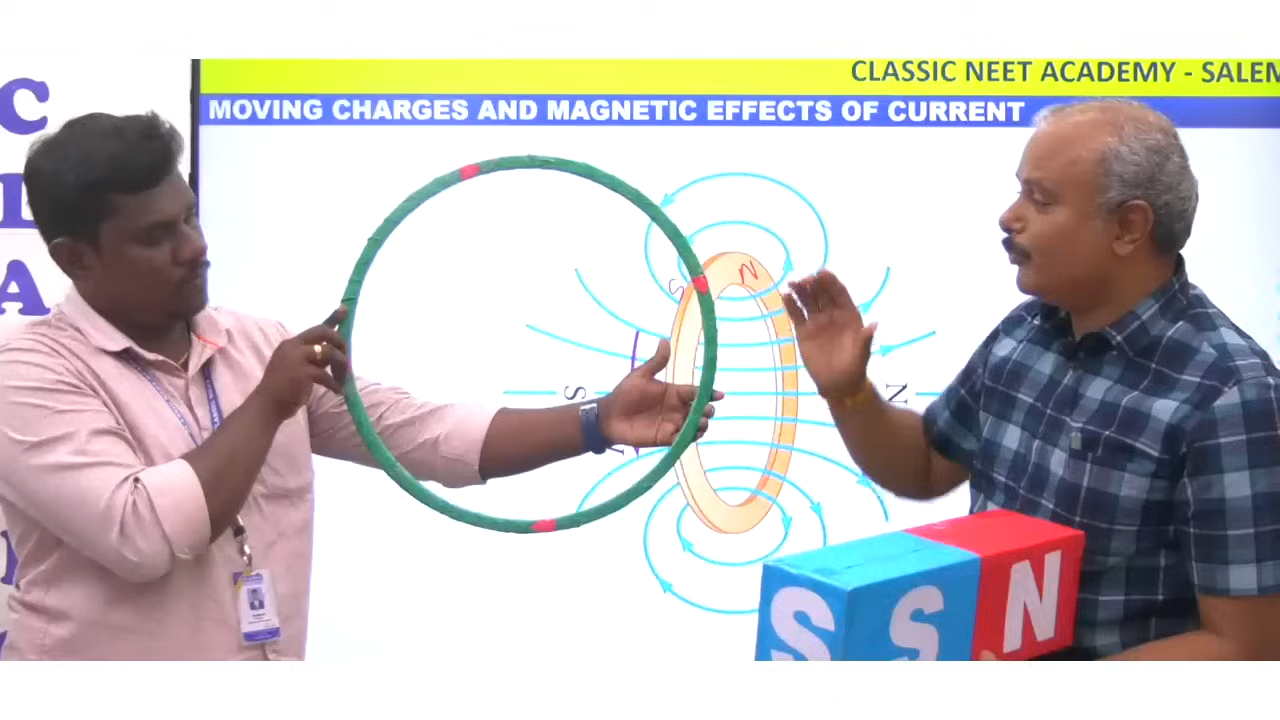 CLASSIC NEET ACADEMY - SALEM
MOVING CHARGES AND MAGNETIC EFFECTS OF CURRENT
C
I
A
S
N
S
N
S
S
N